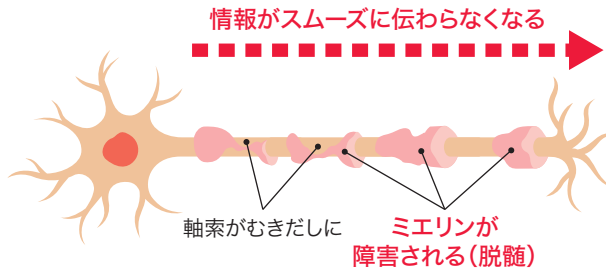 情報がスムーズに伝わらなくなる
軸索がむきだしに
ミエリンが
障害される（脱髄）